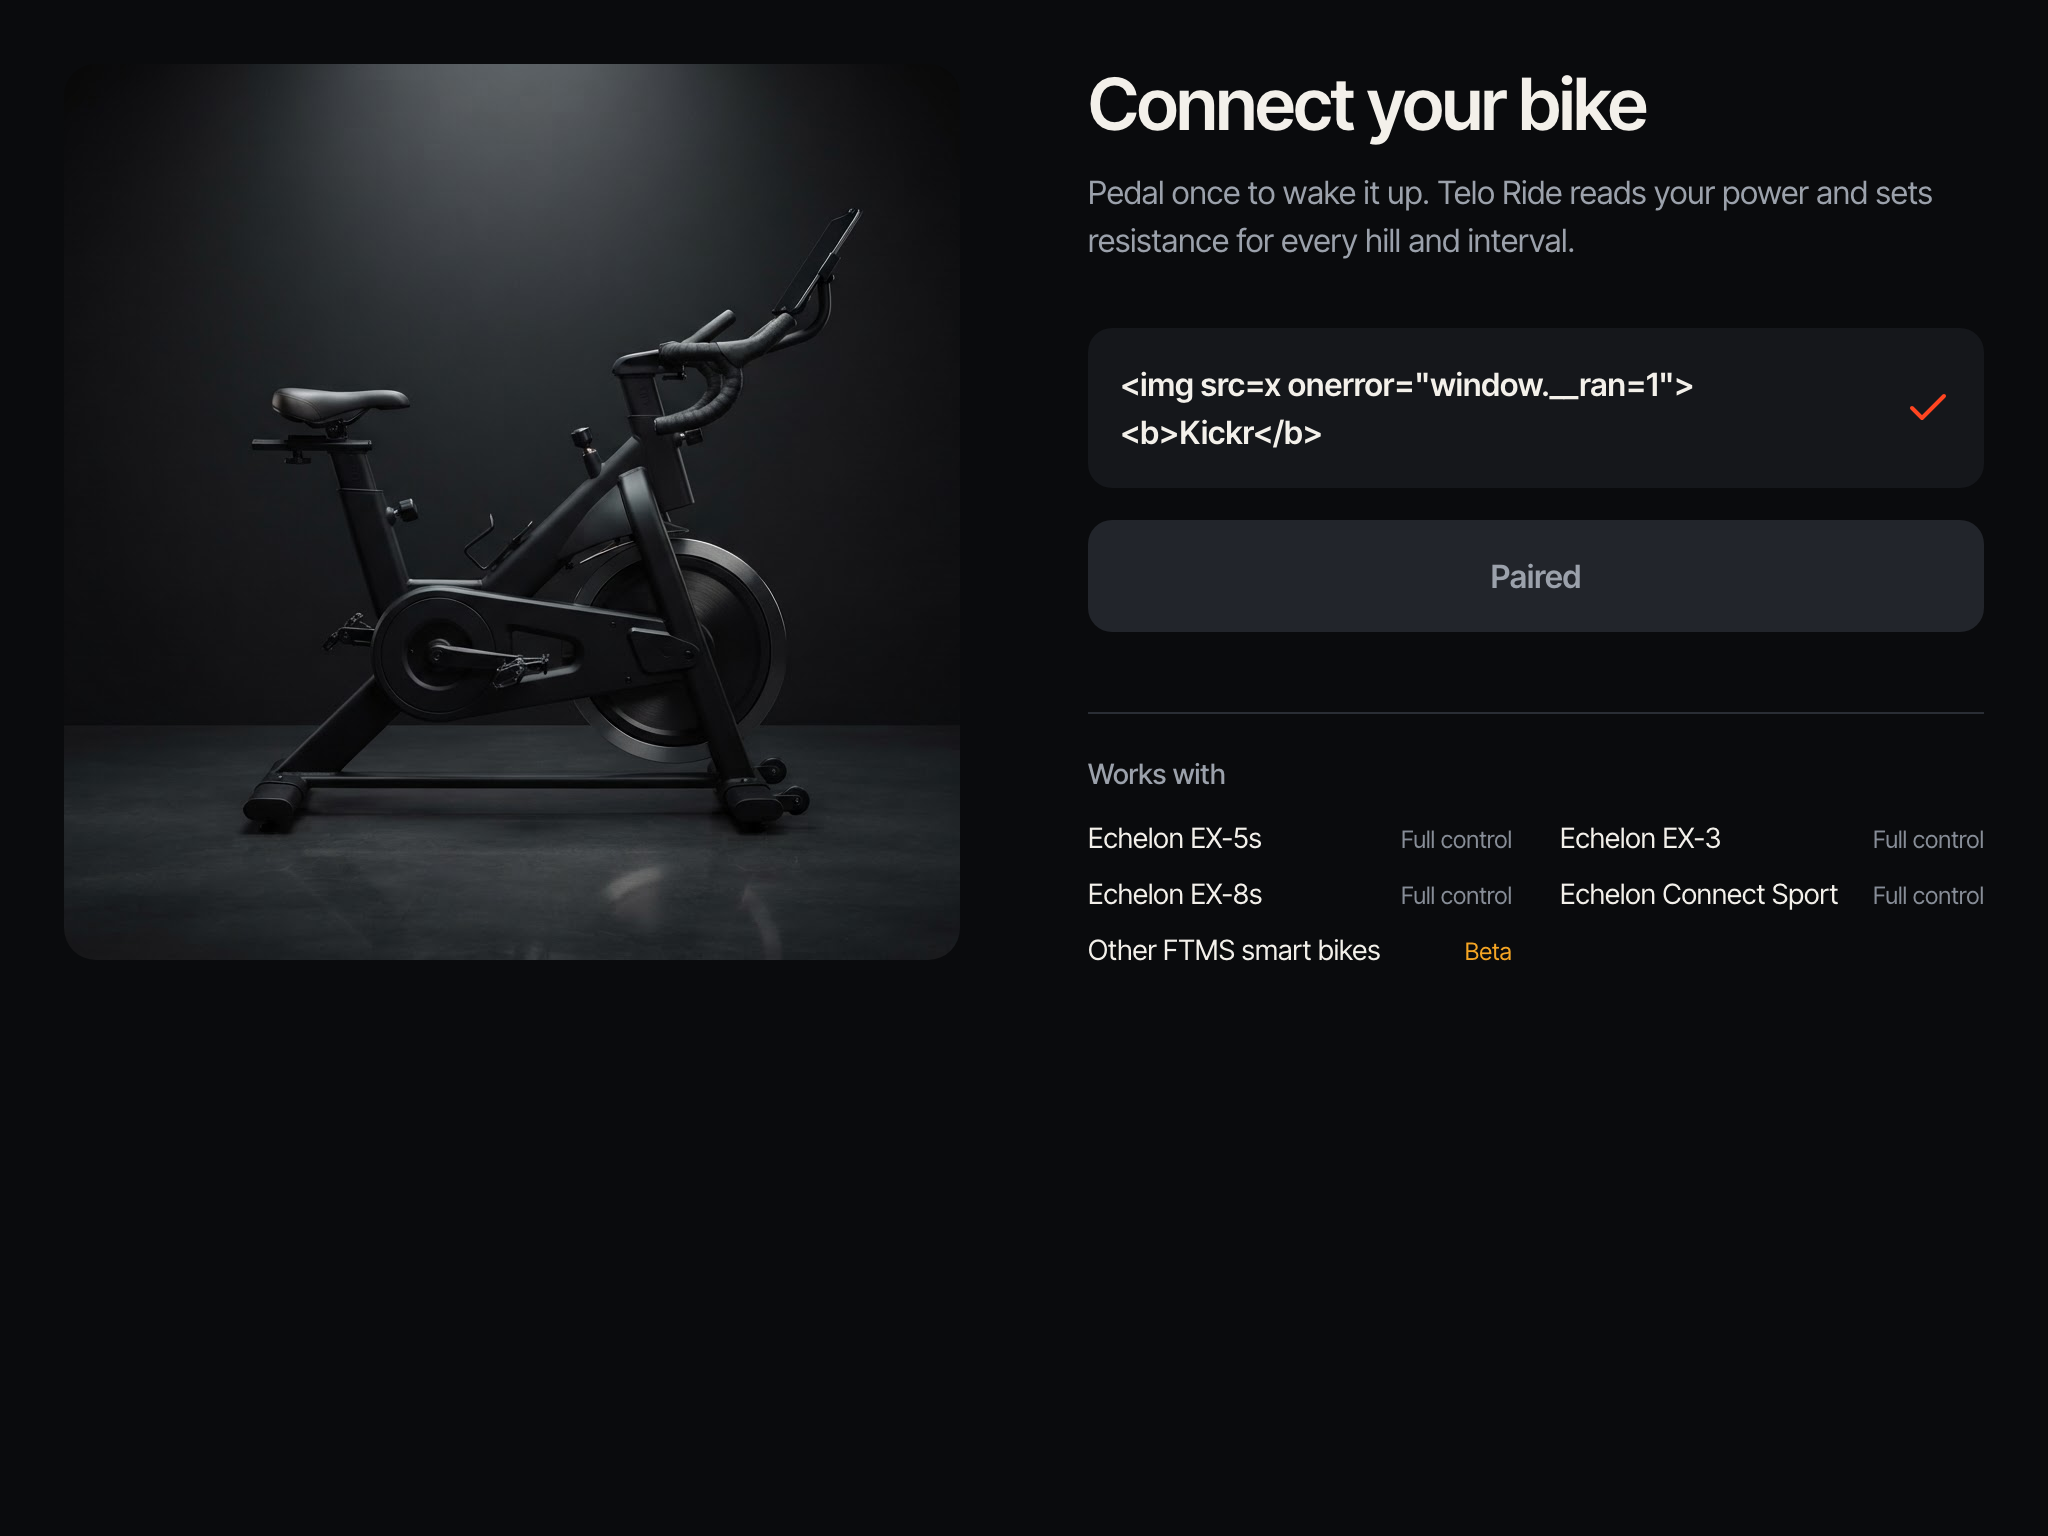 Connect your bike
Pedal once to wake it up. Telo Ride reads your power and sets
resistance for every hill and interval.
<img src=x onerror="window.__ran=1">
<b>Kickr</b>
Paired
Works with
Echelon EX-5s Full control Echelon EX-3 Full control
Echelon EX-8s Full control Echelon Connect Sport Full control
Other FTMS smart bikes Beta